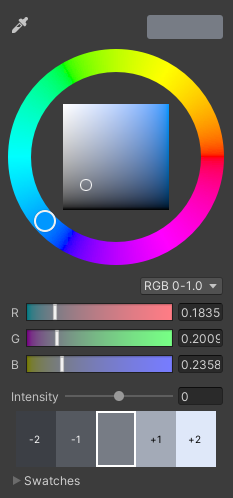 RGB 0-1.0
R 0.1835
G 0.2009
B 0.2358
Intensity 0
-2 -1 +1 +2
Swatches